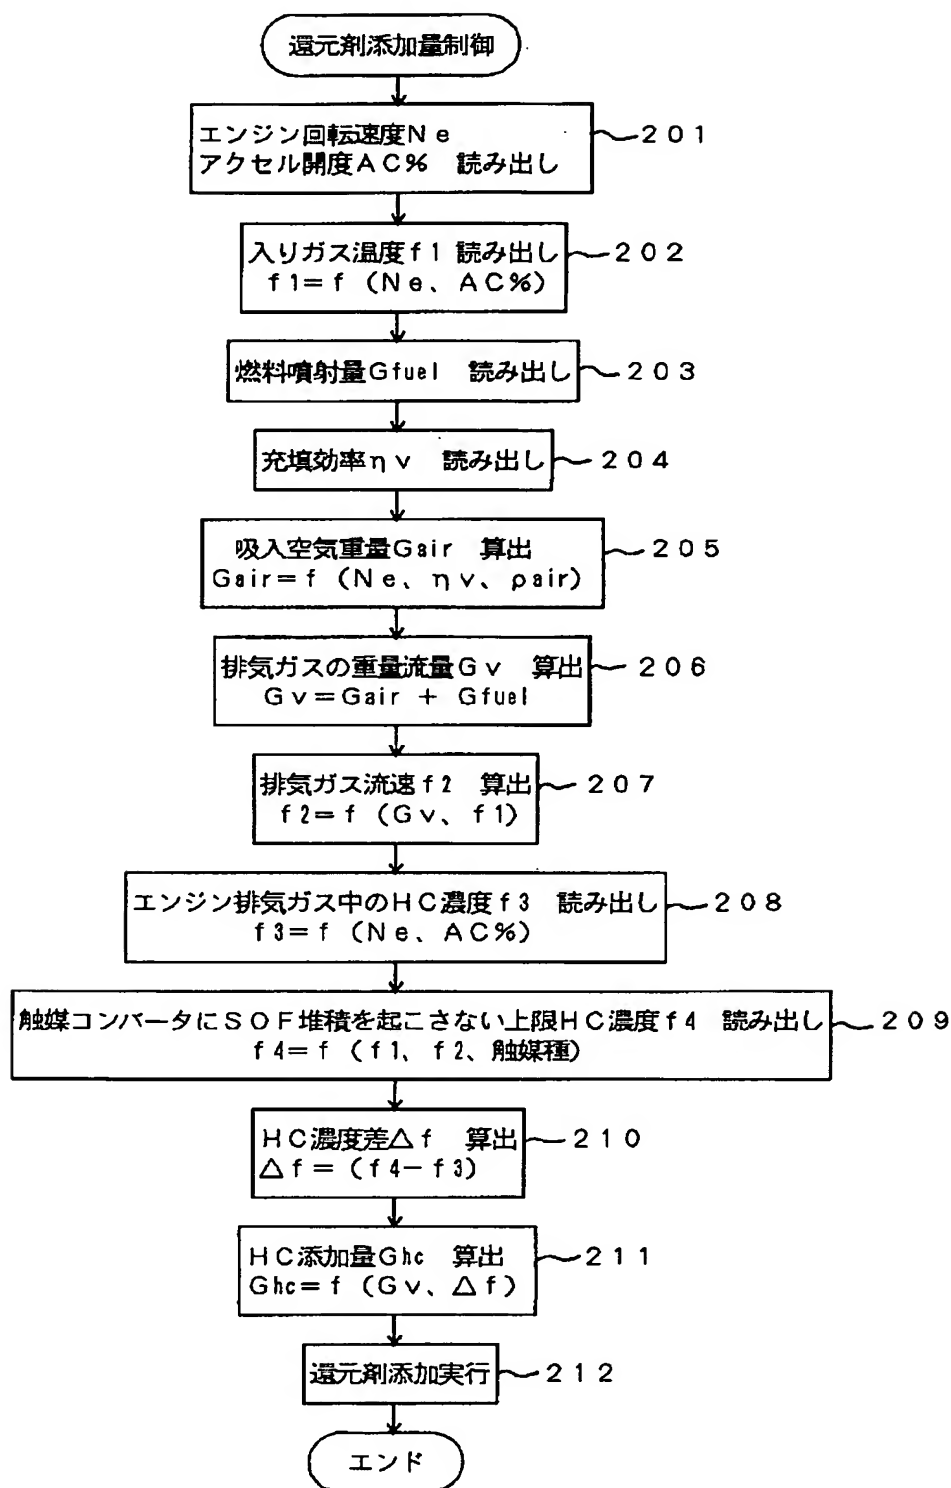 還元剤添加量制御
エンジン回転速度Ne
アクセル開度AC% 読み出し
201
入りガス温度f1 読み出し
f1=f（Ne、AC%）
202
燃料噴射量Gfuel 読み出し
203
充填効率ηv 読み出し
204
吸入空気重量Gair 算出
Gair=f（Ne、ηv、ρair）
205
排気ガスの重量流量Gv 算出
Gv=Gair + Gfuel
206
排気ガス流速f2 算出
f2=f（Gv、f1）
207
エンジン排気ガス中のHC濃度f3 読み出し
f3=f（Ne、AC%）
208
触媒コンバータにSOF堆積を起こさない上限HC濃度f4 読み出し
f4=f（f1、f2、触媒種）
209
HC濃度差△f 算出
△f=（f4−f3）
210
HC添加量Ghc 算出
Ghc=f（Gv、△f）
211
還元剤添加実行
212
エンド